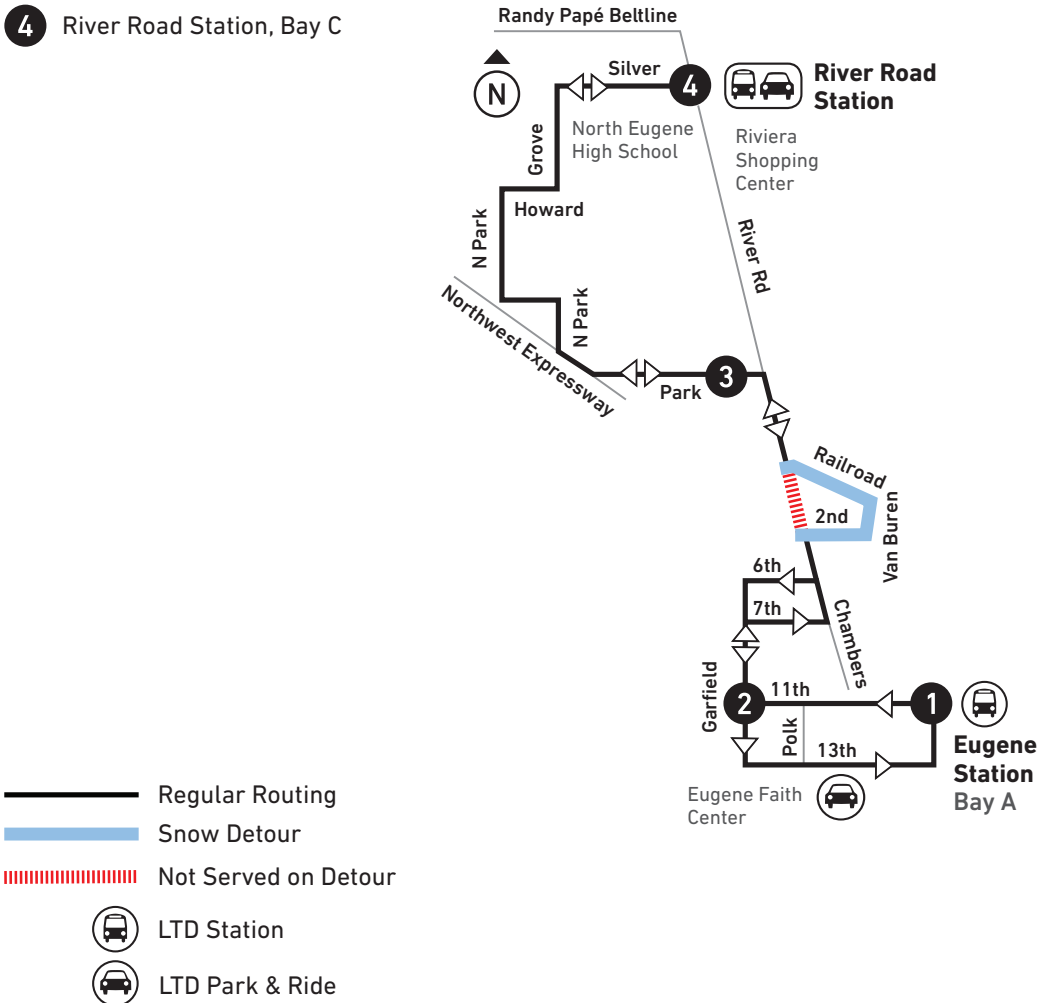 4 River Road Station, Bay C
Randy Papé Beltline
N
Silver
4
River Road
Station
North Eugene
High School
Riviera
Shopping
Center
Grove
Howard
N Park
River Rd
N Park
Northwest Expressway
3
Park
Railroad
2nd
Van Buren
6th
7th
Chambers
Garfield
2
11th
1
Polk
13th
Eugene
Station
Bay A
Eugene Faith
Center
Regular Routing
Snow Detour
Not Served on Detour
LTD Station
LTD Park & Ride